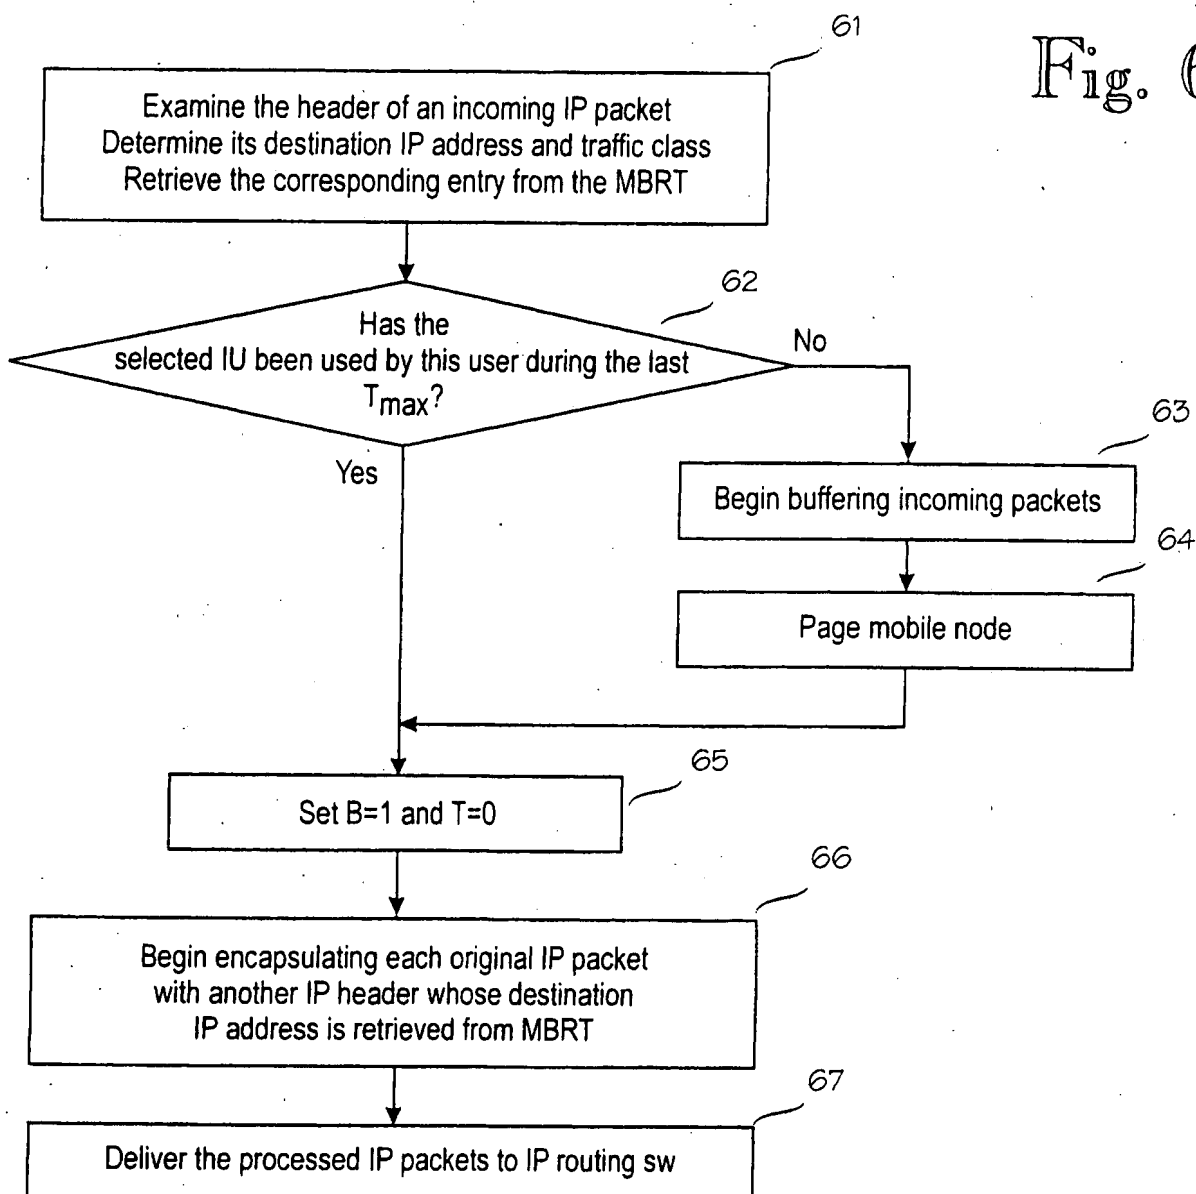 61
Fig. 6
Examine the header of an incoming IP packet
Determine its destination IP address and traffic class
Retrieve the corresponding entry from the MBRT
62
Has the
selected IU been used by this user during the last
Tmax?
No
Yes
63
Begin buffering incoming packets
64
Page mobile node
65
Set B=1 and T=0
66
Begin encapsulating each original IP packet
with another IP header whose destination
IP address is retrieved from MBRT
67
Deliver the processed IP packets to IP routing sw